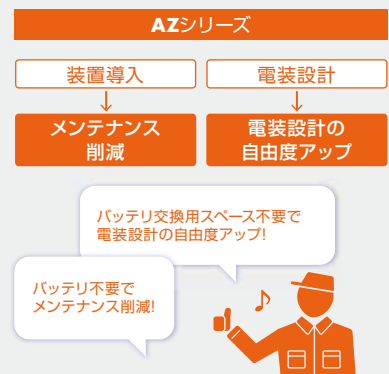 AZシリーズ
装置導入
電装設計
メンテナンス
削減
電装設計の
自由度アップ
バッテリ交換用スペース不要で
電装設計の自由度アップ!
バッテリ不要で
メンテナンス削減!